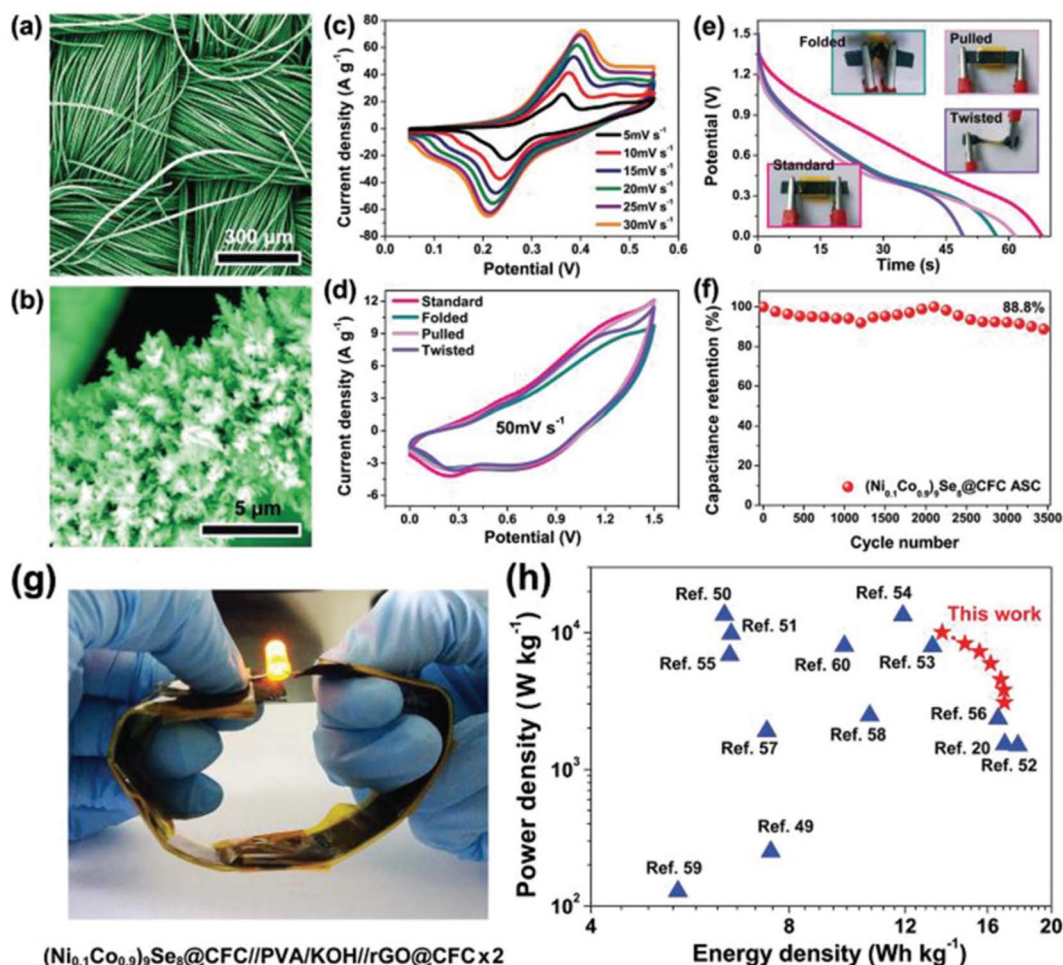 (a)
300 µm
(b)
5 µm
(c)
Current density (A g⁻¹)
80
60
40
20
0
-20
-40
-60
-80
5mV s⁻¹
10mV s⁻¹
15mV s⁻¹
20mV s⁻¹
25mV s⁻¹
30mV s⁻¹
0.0 0.1 0.2 0.3 0.4 0.5 0.6
Potential (V)
(d)
Current density (A g⁻¹)
12
9
6
3
0
-3
-6
Standard
Folded
Pulled
Twisted
50mV s⁻¹
0.0 0.3 0.6 0.9 1.2 1.5
Potential (V)
(e)
Potential (V)
1.5
1.2
0.9
0.6
0.3
0.0
Folded
Pulled
Twisted
Standard
0 15 30 45 60
Time (s)
(f)
Capacitance retention (%)
100
80
60
40
20
0
88.8%
(Ni₀.₁Co₀.₉)₉Se₈@CFC ASC
0 500 1000 1500 2000 2500 3000 3500
Cycle number
(g)
(Ni₀.₁Co₀.₉)₉Se₈@CFC//PVA/KOH//rGO@CFCx2
(h)
Power density (W kg⁻¹)
10⁴
10³
10²
Ref. 50
Ref. 54
This work
Ref. 51
Ref. 55
Ref. 60
Ref. 53
Ref. 56
Ref. 57
Ref. 58
Ref. 20
Ref. 52
Ref. 49
Ref. 59
4 8 12 16 20
Energy density (Wh kg⁻¹)